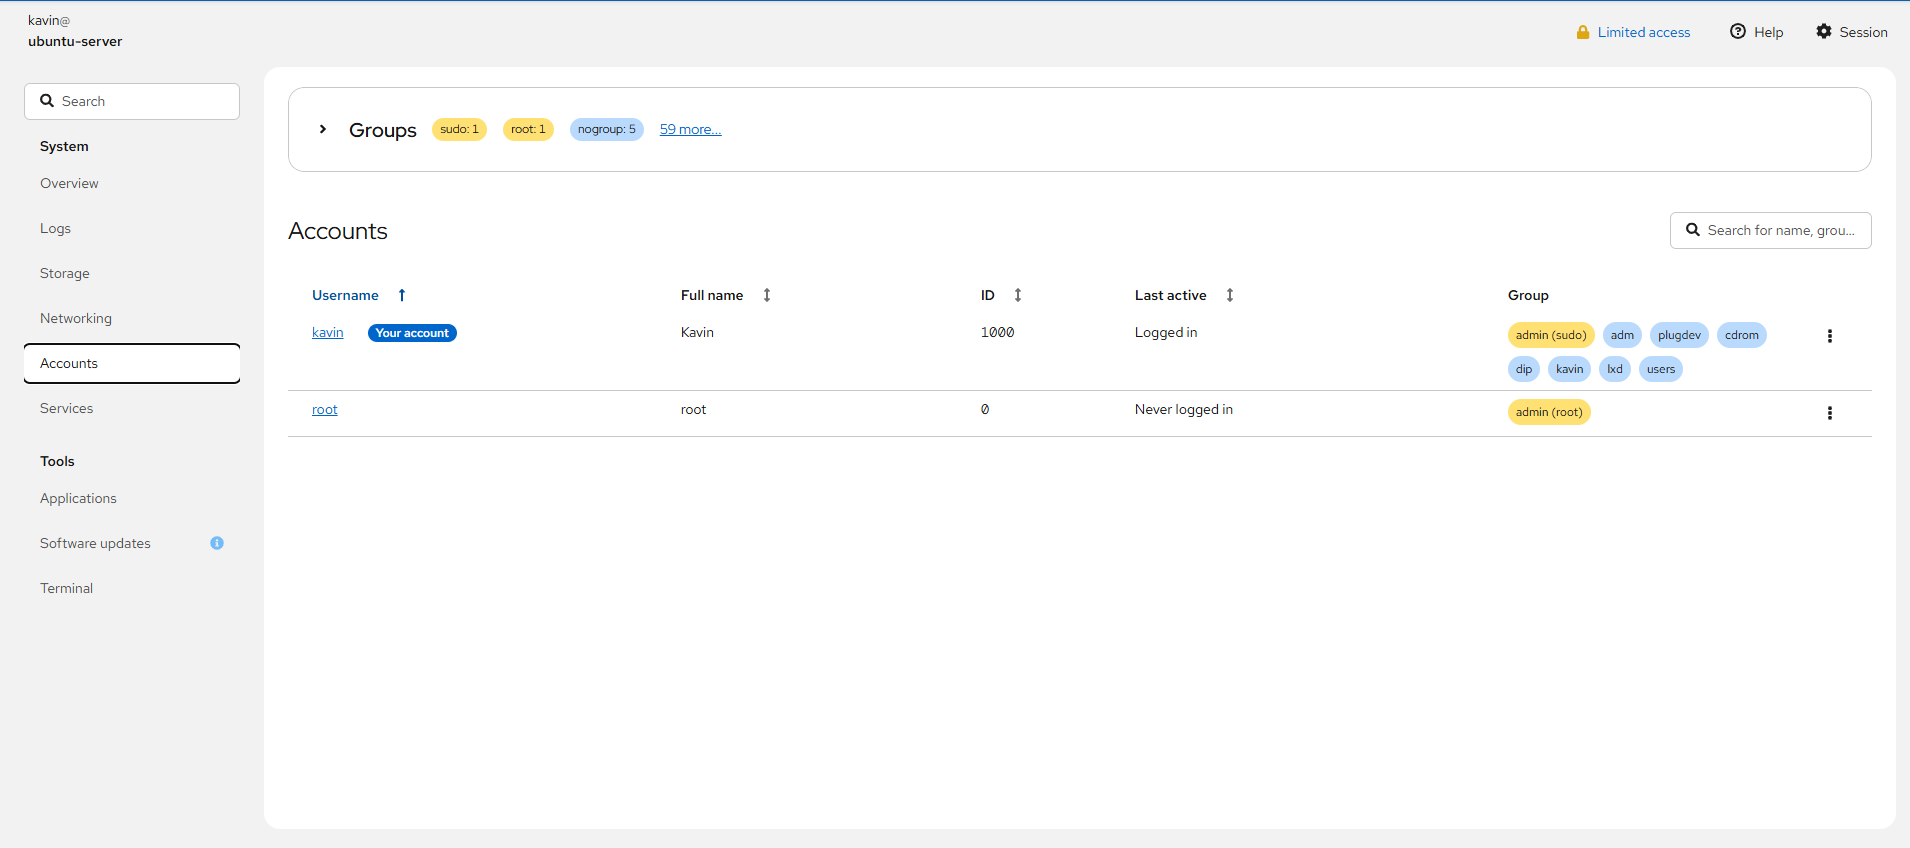 kavin@
ubuntu-server
Limited access
Help
Session
Search
System
Overview
Logs
Storage
Networking
Accounts
Services
Tools
Applications
Software updates
Terminal
Groups sudo: 1 root: 1 nogroup: 5 59 more...
Accounts
Search for name, grou...
Username Full name ID Last active Group
kavin Your account Kavin 1000 Logged in admin (sudo) adm plugdev cdrom
dip kavin lxd users
root root 0 Never logged in admin (root)